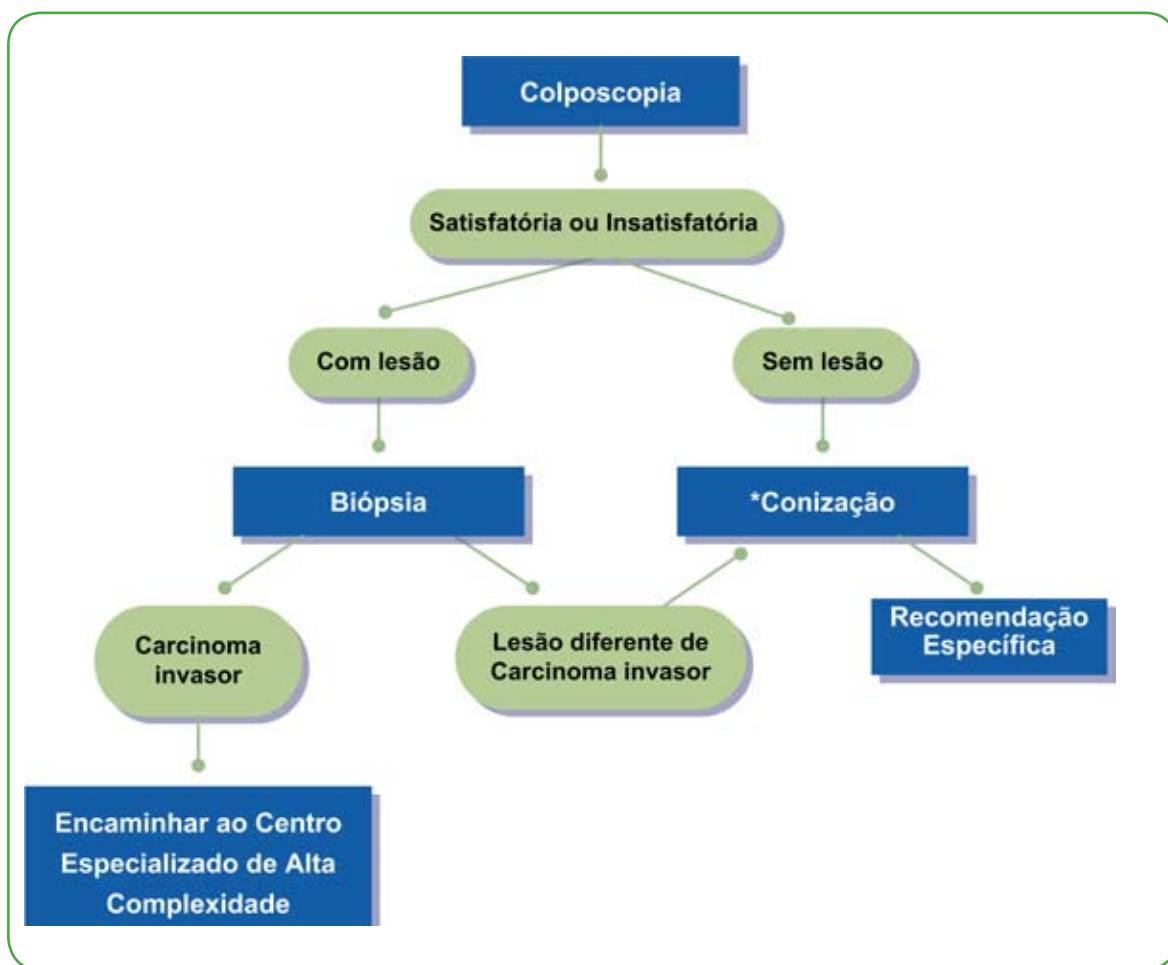 Colposcopia
Satisfatória ou Insatisfatória
Com lesão
Sem lesão
Biópsia
*Conização
Carcinoma
invasor
Lesão diferente de
Carcinoma invasor
Recomendação
Específica
Encaminhar ao Centro
Especializado de Alta
Complexidade